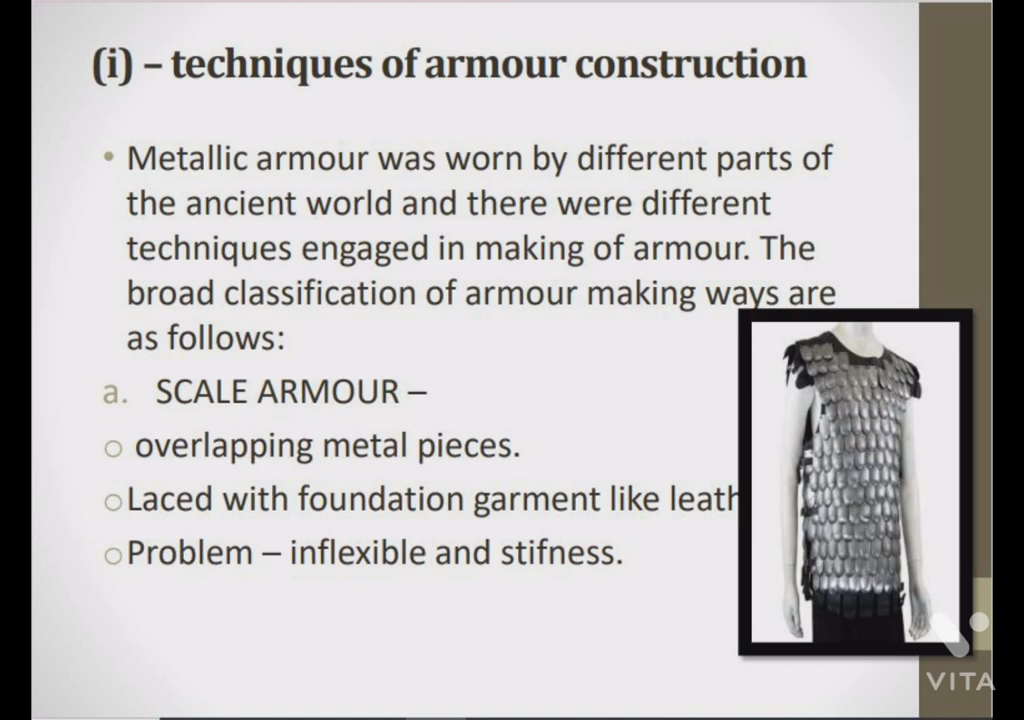 (i) – techniques of armour construction
• Metallic armour was worn by different parts of
the ancient world and there were different
techniques engaged in making of armour. The
broad classification of armour making ways are
as follows:
a. SCALE ARMOUR –
o overlapping metal pieces.
o Laced with foundation garment like leath
o Problem – inflexible and stifness.
VITA